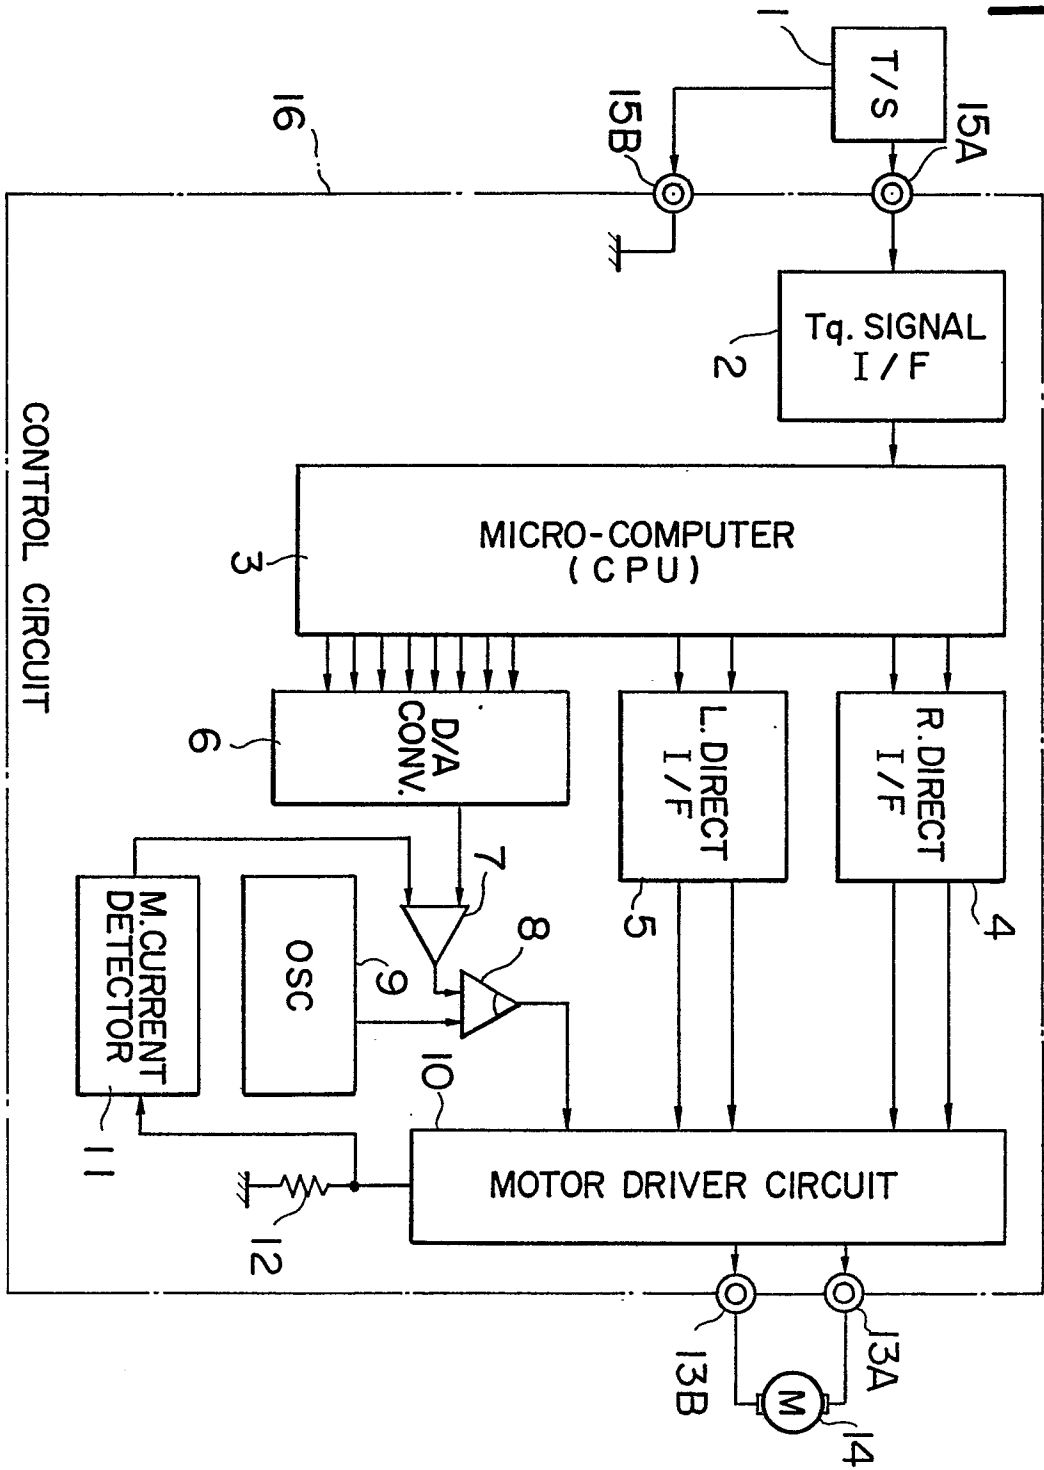 1
T/S
15A
15B
16
Tq. SIGNAL
I/F
2
MICRO-COMPUTER
(CPU)
3
R. DIRECT
I/F
4
L. DIRECT
I/F
5
D/A
CONV.
6
7
8
OSC
9
M. CURRENT
DETECTOR
11
10
MOTOR DRIVER CIRCUIT
12
13A
13B
M
14
CONTROL CIRCUIT